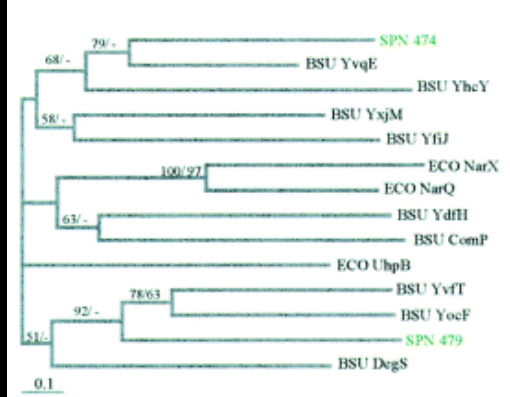 79/-
SPN 474
68/-
BSU YvqE
BSU YhcY
58/-
BSU YxjM
BSU YfiJ
100/97
ECO NarX
ECO NarQ
63/-
BSU YdfH
BSU ComP
ECO UhpB
78/63
BSU YvfT
92/-
BSU YocF
51/-
SPN 479
BSU DegS
0.1